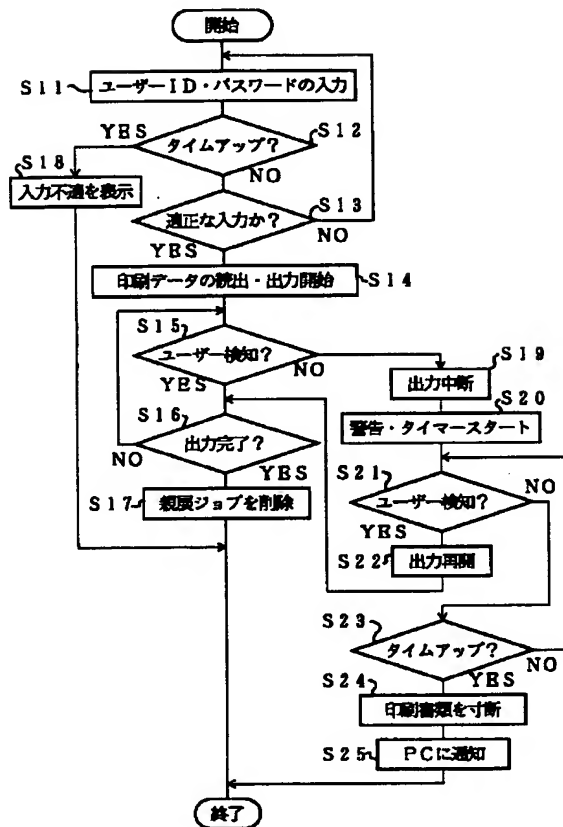 開始
S11
ユーザーID・パスワードの入力
YES
タイムアップ?
S12
S18
NO
入力不適を表示
適正な入力か?
S13
NO
YES
印刷データの読出・出力開始
S14
S15
ユーザー検知?
NO
YES
S19
出力中断
S20
S16
出力完了?
警告・タイマースタート
NO
YES
S21
ユーザー検知?
NO
S17
親展ジョブを削除
YES
S22
出力再開
S23
タイムアップ?
NO
YES
S24
印刷書類を寸断
S25
PCに通知
終了